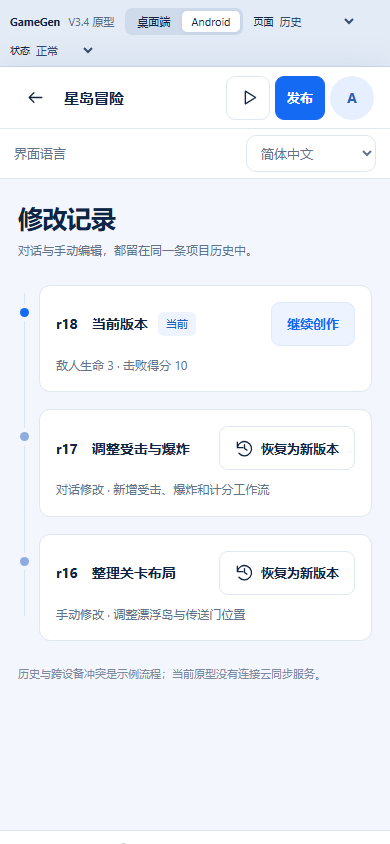 GameGen V3.4 原型 桌面端 Android 页面 历史
状态 正常
星岛冒险 发布 A
界面语言 简体中文
修改记录
对话与手动编辑，都留在同一条项目历史中。
r18 当前版本 当前 继续创作
敌人生命 3 · 击败得分 10
r17 调整受击与爆炸 恢复为新版本
对话修改 · 新增受击、爆炸和计分工作流
r16 整理关卡布局 恢复为新版本
手动修改 · 调整漂浮岛与传送门位置
历史与跨设备冲突是示例流程；当前原型没有连接云同步服务。